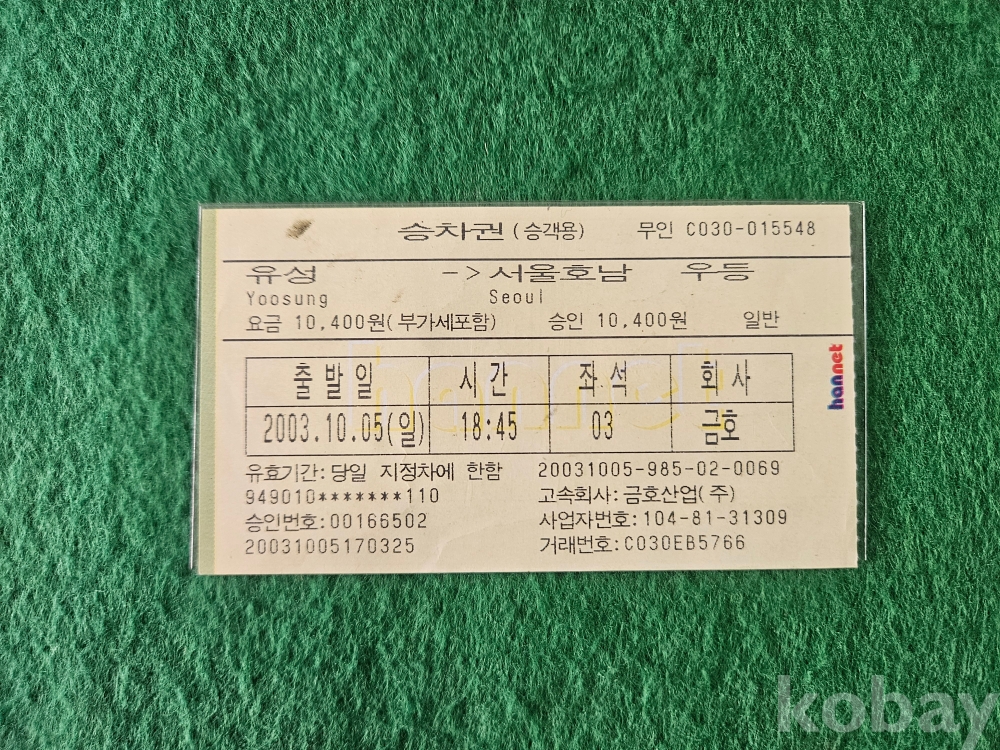 승차권(승객용) 무인 C030-015548
유성 -> 서울호남 우등
Yoosung Seoul
요금 10,400원(부가세포함) 승인 10,400원 일반
출발일 시간 좌석 회사
2003.10.05(일) 18:45 03 금호
유효기간:당일 지정차에 한함 20031005-985-02-0069
949010*******110 고속회사:금호산업(주)
승인번호:00166502 사업자번호:104-81-31309
20031005170325 거래번호:C030EB5766
hannet
hannet
kobay